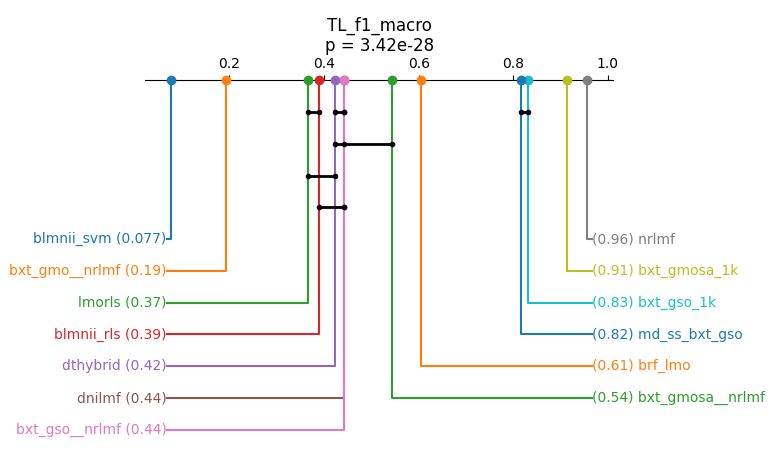 TL_f1_macro
p = 3.42e-28
0.2 0.4 0.6 0.8 1.0
blmnii_svm (0.077)
(0.96) nrlmf
bxt_gmo__nrlmf (0.19)
(0.91) bxt_gmosa_1k
lmorls (0.37)
(0.83) bxt_gso_1k
blmnii_rls (0.39)
(0.82) md_ss_bxt_gso
dthybrid (0.42)
(0.61) brf_lmo
dnilmf (0.44)
(0.54) bxt_gmosa__nrlmf
bxt_gso__nrlmf (0.44)